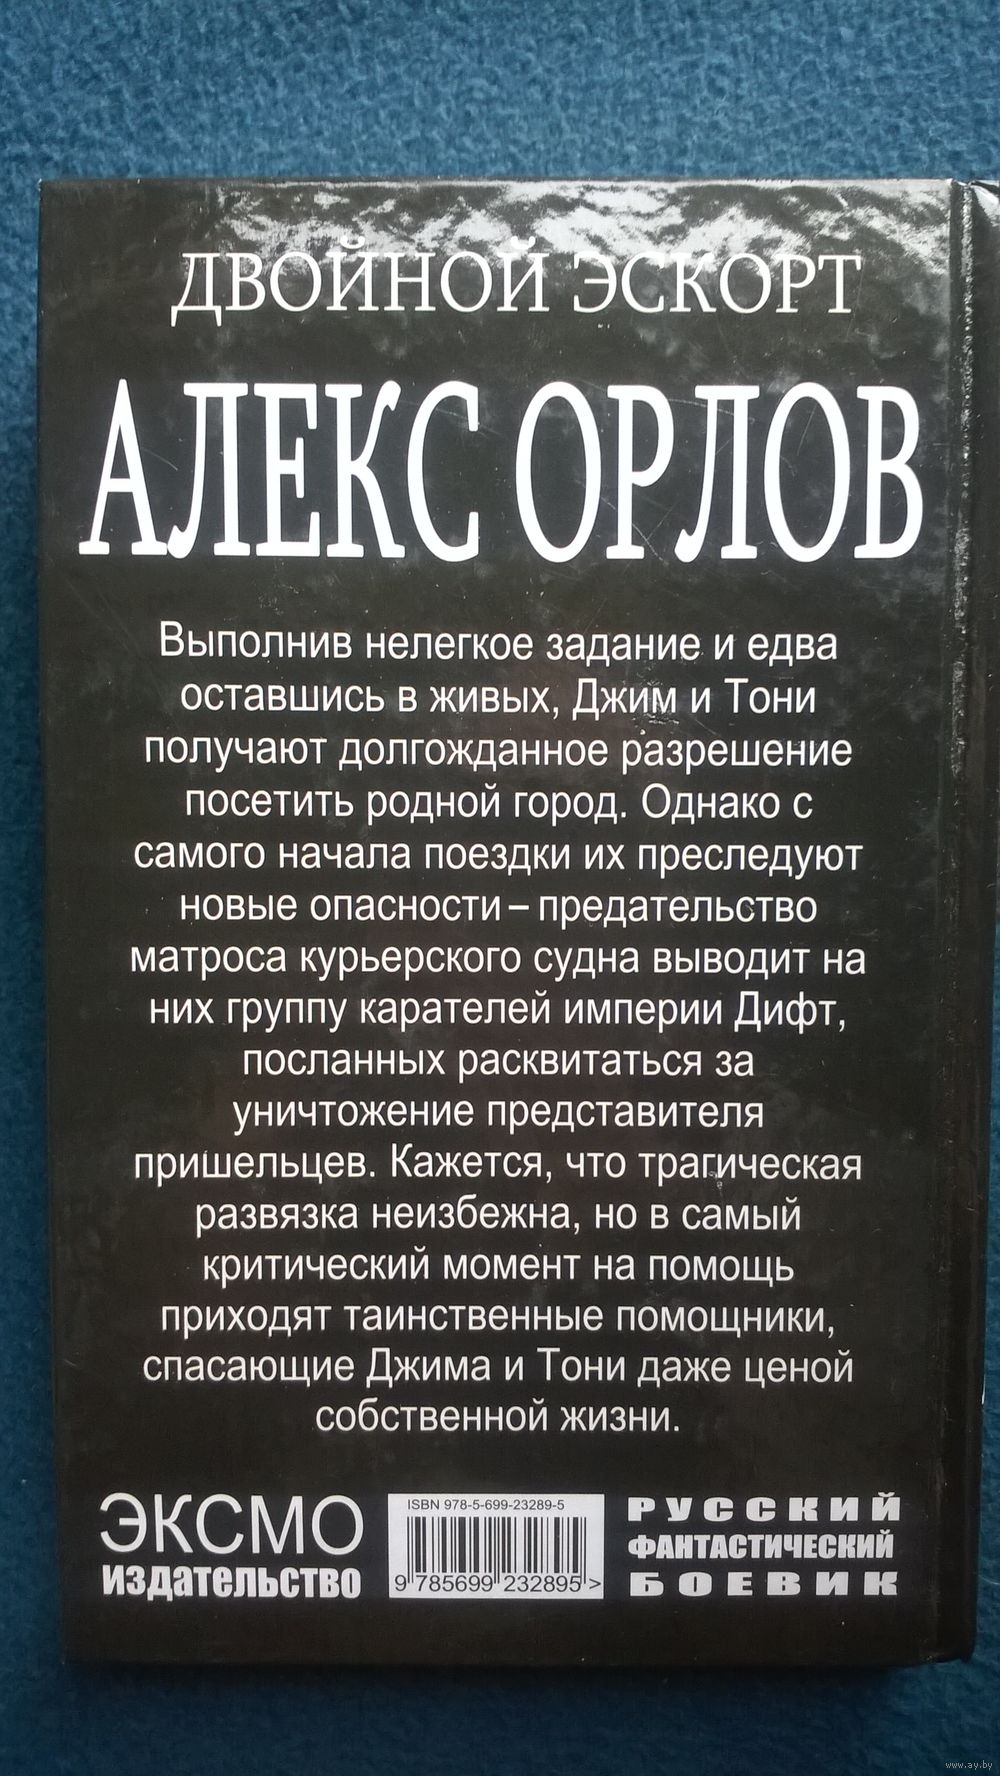 ДВОЙНОЙ ЭСКОРТ
АЛЕКС ОРЛОВ
Выполнив нелегкое задание и едва
оставшись в живых, Джим и Тони
получают долгожданное разрешение
посетить родной город. Однако с
самого начала поездки их преследуют
новые опасности – предательство
матроса курьерского судна выводит на
них группу карателей империи Дифт,
посланных расквитаться за
уничтожение представителя
пришельцев. Кажется, что трагическая
развязка неизбежна, но в самый
критический момент на помощь
приходят таинственные помощники,
спасающие Джима и Тони даже ценой
собственной жизни.
ЭКСМО
издательство
ISBN 978-5-699-23289-5
9 785699 232895 >
РУССКИЙ
ФАНТАСТИЧЕСКИЙ
БОЕВИК
www.ay.by